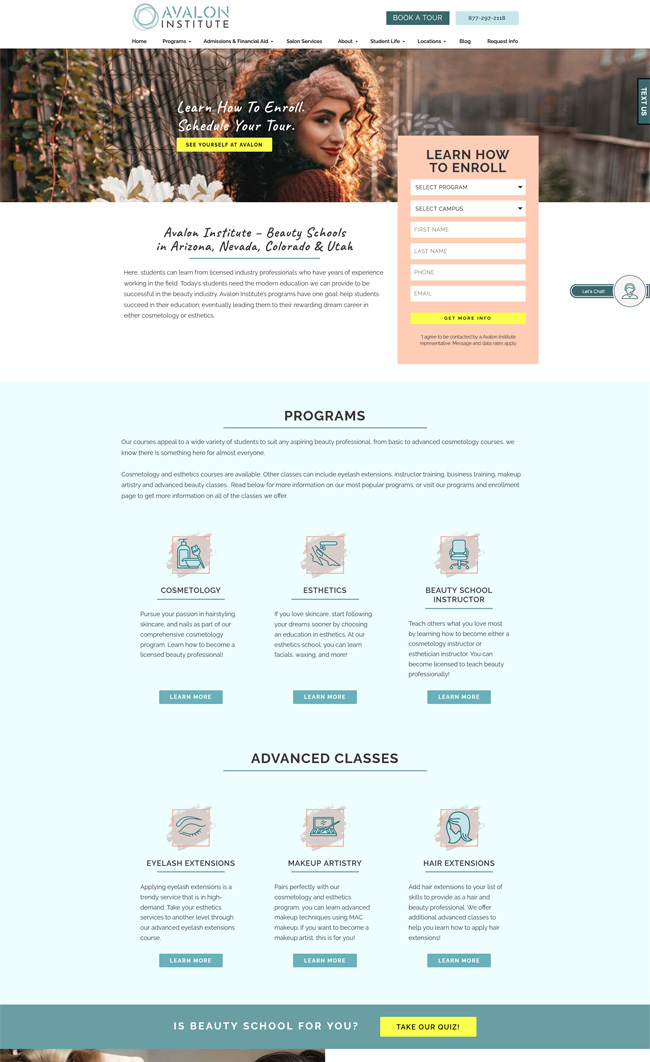 AVALON
INSTITUTE
BOOK A TOUR
877-297-2118
Home Programs Admissions & Financial Aid Salon Services About Student Life Locations Blog Request Info
TEXT US
Learn How To Enroll.
Schedule Your Tour.
SEE YOURSELF AT AVALON
LEARN HOW
TO ENROLL
SELECT PROGRAM
SELECT CAMPUS
FIRST NAME
LAST NAME
PHONE
EMAIL
GET MORE INFO
*I agree to be contacted by a Avalon Institute
representative. Message and data rates apply
Let's Chat!
Avalon Institute – Beauty Schools
in Arizona, Nevada, Colorado & Utah
Here, students can learn from licensed industry professionals who have years of experience
working in the field. Today's students need the modern education we can provide to be
successful in the beauty industry. Avalon Institute's programs have one goal: help students
succeed in their education, eventually leading them to their rewarding dream career in
either cosmetology or esthetics.
PROGRAMS
Our courses appeal to a wide variety of students to suit any aspiring beauty professional, from basic to advanced cosmetology courses, we
know there is something here for almost everyone.
Cosmetology and esthetics courses are available. Other classes can include eyelash extensions, instructor training, business training, makeup
artistry and advanced beauty classes.. Read below for more information on our most popular programs, or visit our programs and enrollment
page to get more information on all of the classes we offer.
COSMETOLOGY
Pursue your passion in hairstyling,
skincare, and nails as part of our
comprehensive cosmetology
program. Learn how to become a
licensed beauty professional!
LEARN MORE
ESTHETICS
If you love skincare, start following
your dreams sooner by choosing
an education in esthetics. At our
esthetics school, you can learn
facials, waxing, and more!
LEARN MORE
BEAUTY SCHOOL
INSTRUCTOR
Teach others what you love most
by learning how to become either a
cosmetology instructor or
esthetician instructor. You can
become licensed to teach beauty
professionally!
LEARN MORE
ADVANCED CLASSES
EYELASH EXTENSIONS
Applying eyelash extensions is a
trendy service that is in high-
demand. Take your esthetics
services to another level through
our advanced eyelash extensions
course.
LEARN MORE
MAKEUP ARTISTRY
Pairs perfectly with our
cosmetology and esthetics
program, you can learn advanced
makeup techniques using MAC
makeup. If you want to become a
makeup artist, this is for you!
LEARN MORE
HAIR EXTENSIONS
Add hair extensions to your list of
skills to provide as a hair and
beauty professional. We offer
additional advanced classes to
help you learn how to apply hair
extensions!
LEARN MORE
IS BEAUTY SCHOOL FOR YOU?
TAKE OUR QUIZ!